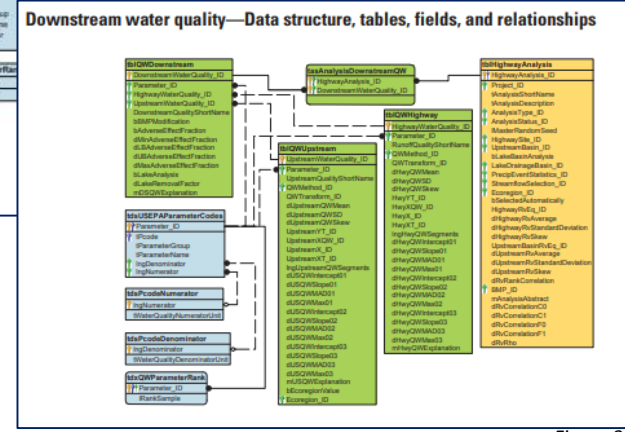 Downstream water quality—Data structure, tables, fields, and relationships
tblQWDownstream
DownstreamWaterQuality_ID
Parameter_ID
HighwayWaterQuality_ID
UpstreamWaterQuality_ID
DownstreamQualityShortName
bBMPModification
bAdverseEffectFraction
dMinAdverseEffectFraction
dLBAdverseEffectFraction
dUBAdverseEffectFraction
dMaxAdverseEffectFraction
bLakeAnalysis
dLakeRemovalFactor
mDSQWExplanation
tasAnalysisDownstreamQW
HighwayAnalysis_ID
DownstreamWaterQuality_ID
tblHighwayAnalysis
HighwayAnalysis_ID
Project_ID
tAnalysisShortName
tAnalysisDescription
AnalysisType_ID
AnalysisStatus_ID
lMasterRandomSeed
HighwaySite_ID
UpstreamBasin_ID
bLakeBasinAnalysis
LakeDrainageBasin_ID
PrecipEventStatistics_ID
StreamflowSelection_ID
Ecoregion_ID
bSelectedAutomatically
HighwayRvEq_ID
dHighwayRvAverage
dHighwayRvStandardDeviation
dHighwayRvSkew
UpstreamBasinRvEq_ID
dUpstreamRvAverage
dUpstreamRvStandardDeviation
dUpstreamRvSkew
dRvRankCorrelation
BMP_ID
mAnalysisAbstract
dRvCorrelationC0
dRvCorrelationC1
dRvCorrelationF0
dRvCorrelationF1
dRvRho
tblQWHighway
HighwayWaterQuality_ID
Parameter_ID
RunoffQualityShortName
QWMethod_ID
QWTransform_ID
dHwyQWMean
dHwyQWSD
dHwyQWSkew
HwyYT_ID
HwyXQW_ID
HwyX_ID
HwyXT_ID
lngHwyQWSegments
dHwyQWIntercept01
dHwyQWSlope01
dHwyQWMAD01
dHwyQWMax01
dHwyQWIntercept02
dHwyQWSlope02
dHwyQWMAD02
dHwyQWMax02
dHwyQWIntercept03
dHwyQWSlope03
dHwyQWMAD03
dHwyQWMax03
mHwyQWExplanation
tblQWUpstream
UpstreamWaterQuality_ID
Parameter_ID
UpstreamQualityShortName
QWMethod_ID
QWTransform_ID
dUpstreamQWMean
dUpstreamQWSD
dUpstreamQWSkew
UpstreamYT_ID
UpstreamXQW_ID
UpstreamX_ID
UpstreamXT_ID
lngUpstreamQWSegments
dUSQWIntercept01
dUSQWSlope01
dUSQWMAD01
dUSQWMax01
dUSQWIntercept02
dUSQWSlope02
dUSQWMAD02
dUSQWMax02
dUSQWIntercept03
dUSQWSlope03
dUSQWMAD03
dUSQWMax03
mUSQWExplanation
bEcoregionValue
Ecoregion_ID
tdsUSEPAParameterCodes
Parameter_ID
tPcode
tParameterGroup
tParameterName
lngDenominator
lngNumerator
tdsPcodeNumerator
lngNumerator
tWaterQualityNumeratorUnit
tdsPcodeDenominator
lngDenominator
tWaterQualityDenominatorUnit
tdsQWParameterRank
Parameter_ID
lRankSample